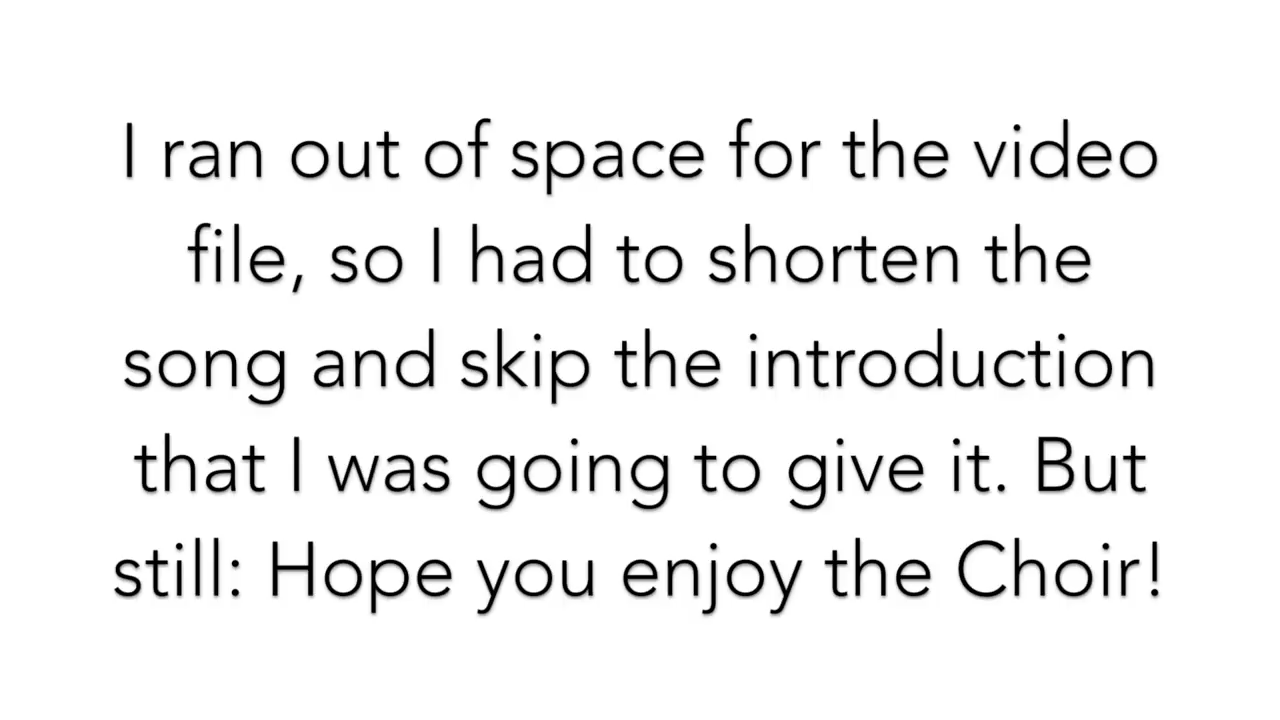 I ran out of space for the video
file, so I had to shorten the
song and skip the introduction
that I was going to give it. But
still: Hope you enjoy the Choir!